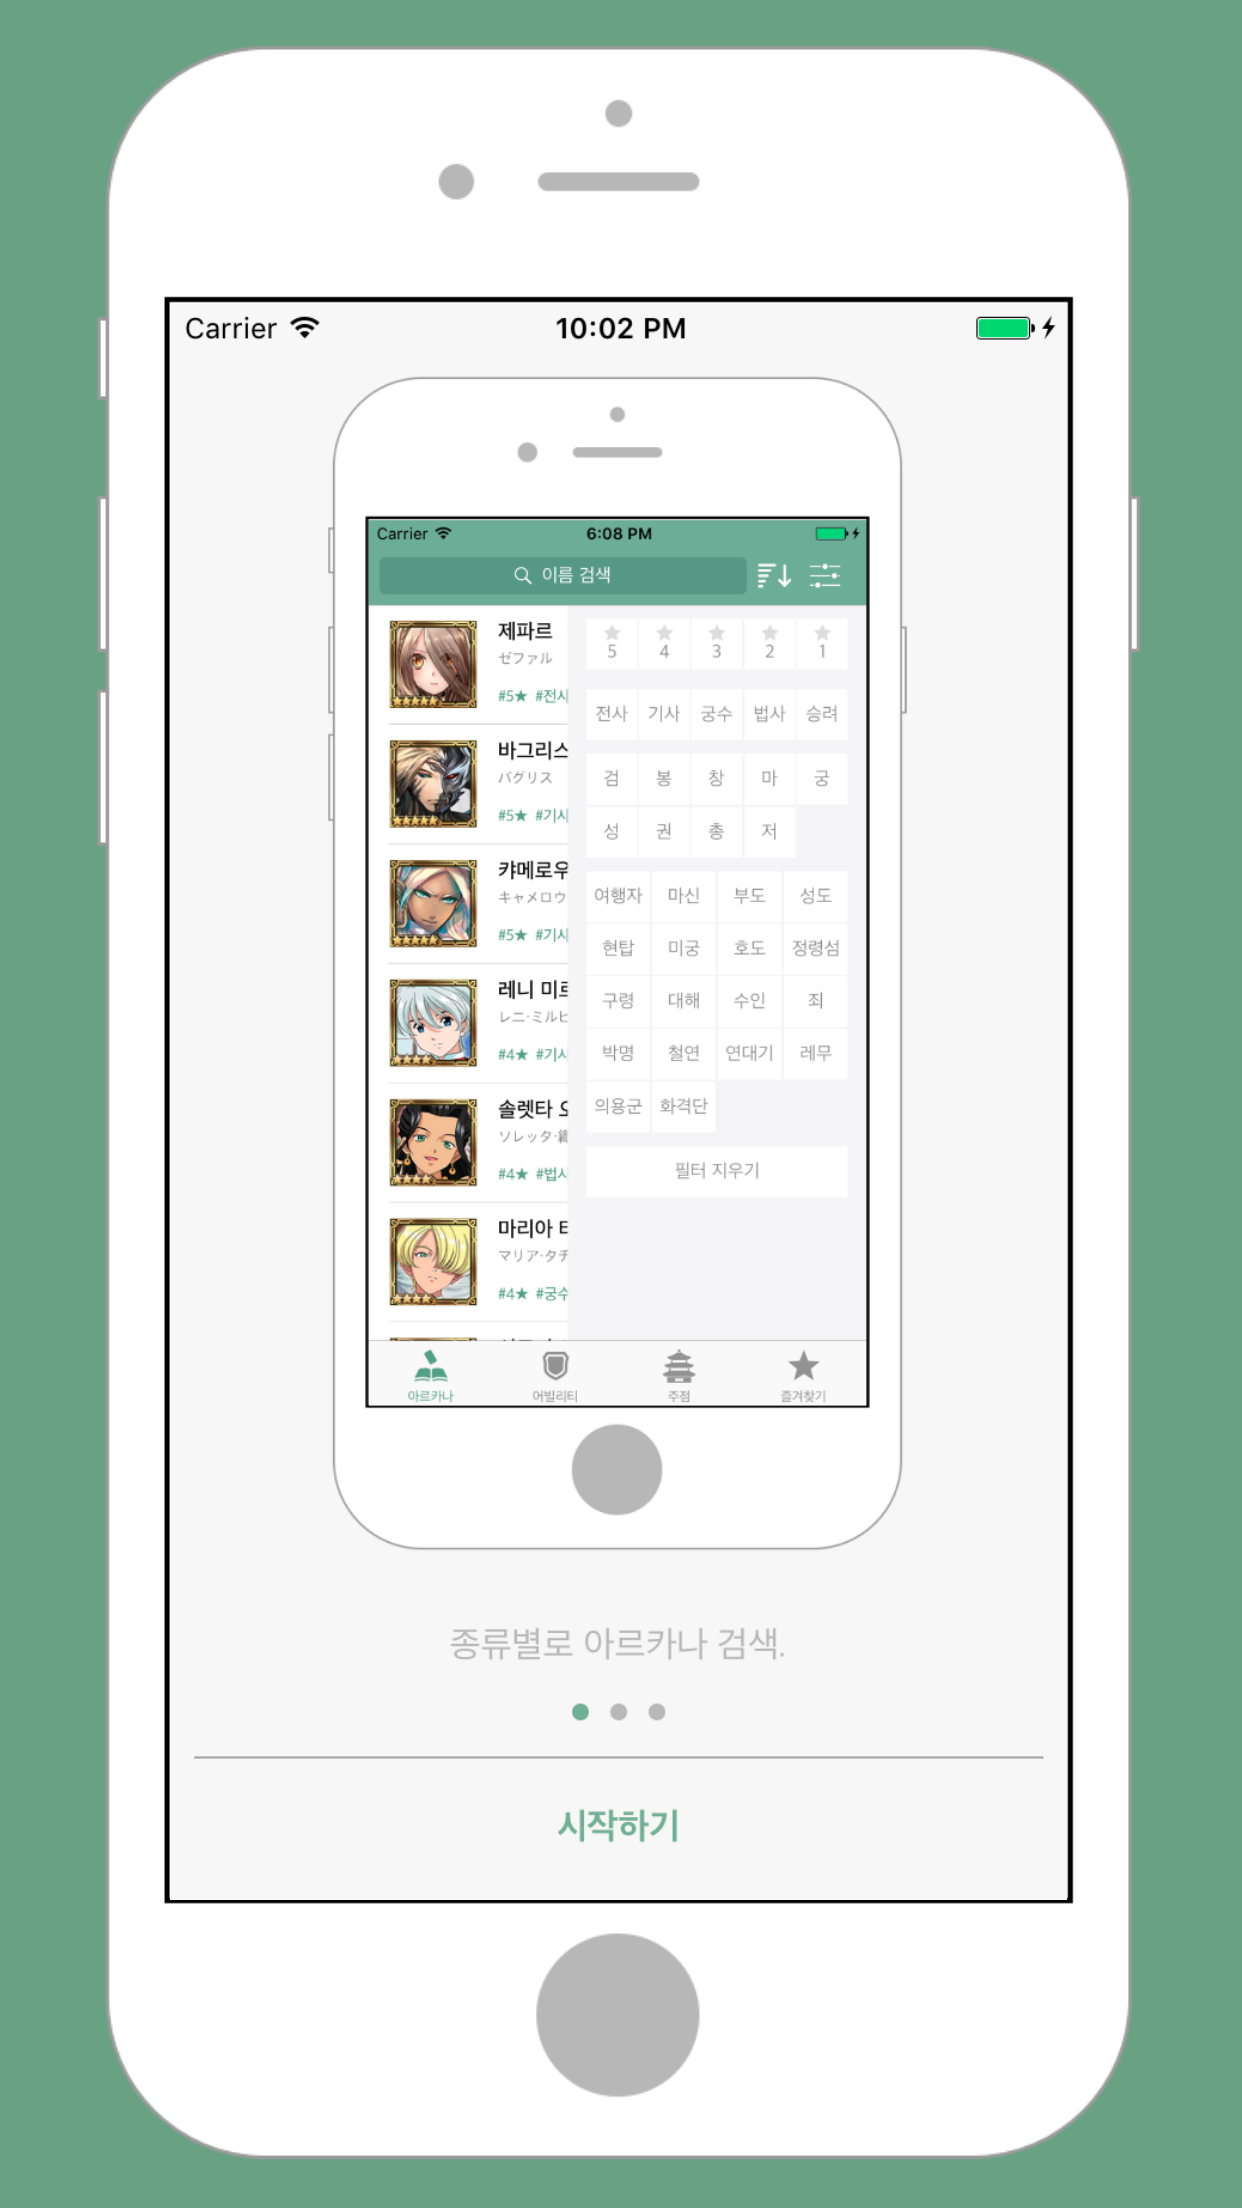 Carrier 10:02 PM
Carrier 6:08 PM
이름 검색
제파르
ゼファル
#5★ #전사
바그리스
バグリス
#5★ #기사
캬메로우
キャメロウ
#5★ #기사
레니 미르
レニ・ミルヒ
#4★ #기사
솔렛타 오
ソレッタ・織
#4★ #법사
마리아 타
マリア・タチ
#4★ #궁수
5 4 3 2 1
전사 기사 궁수 법사 승려
검 봉 창 마 궁
성 권 총 저
여행자 마신 부도 성도
현탑 미궁 호도 정령섬
구령 대해 수인 죄
박명 철연 연대기 레무
의용군 화격단
필터 지우기
아르카나 어빌리티 주점 즐겨찾기
종류별로 아르카나 검색.
시작하기